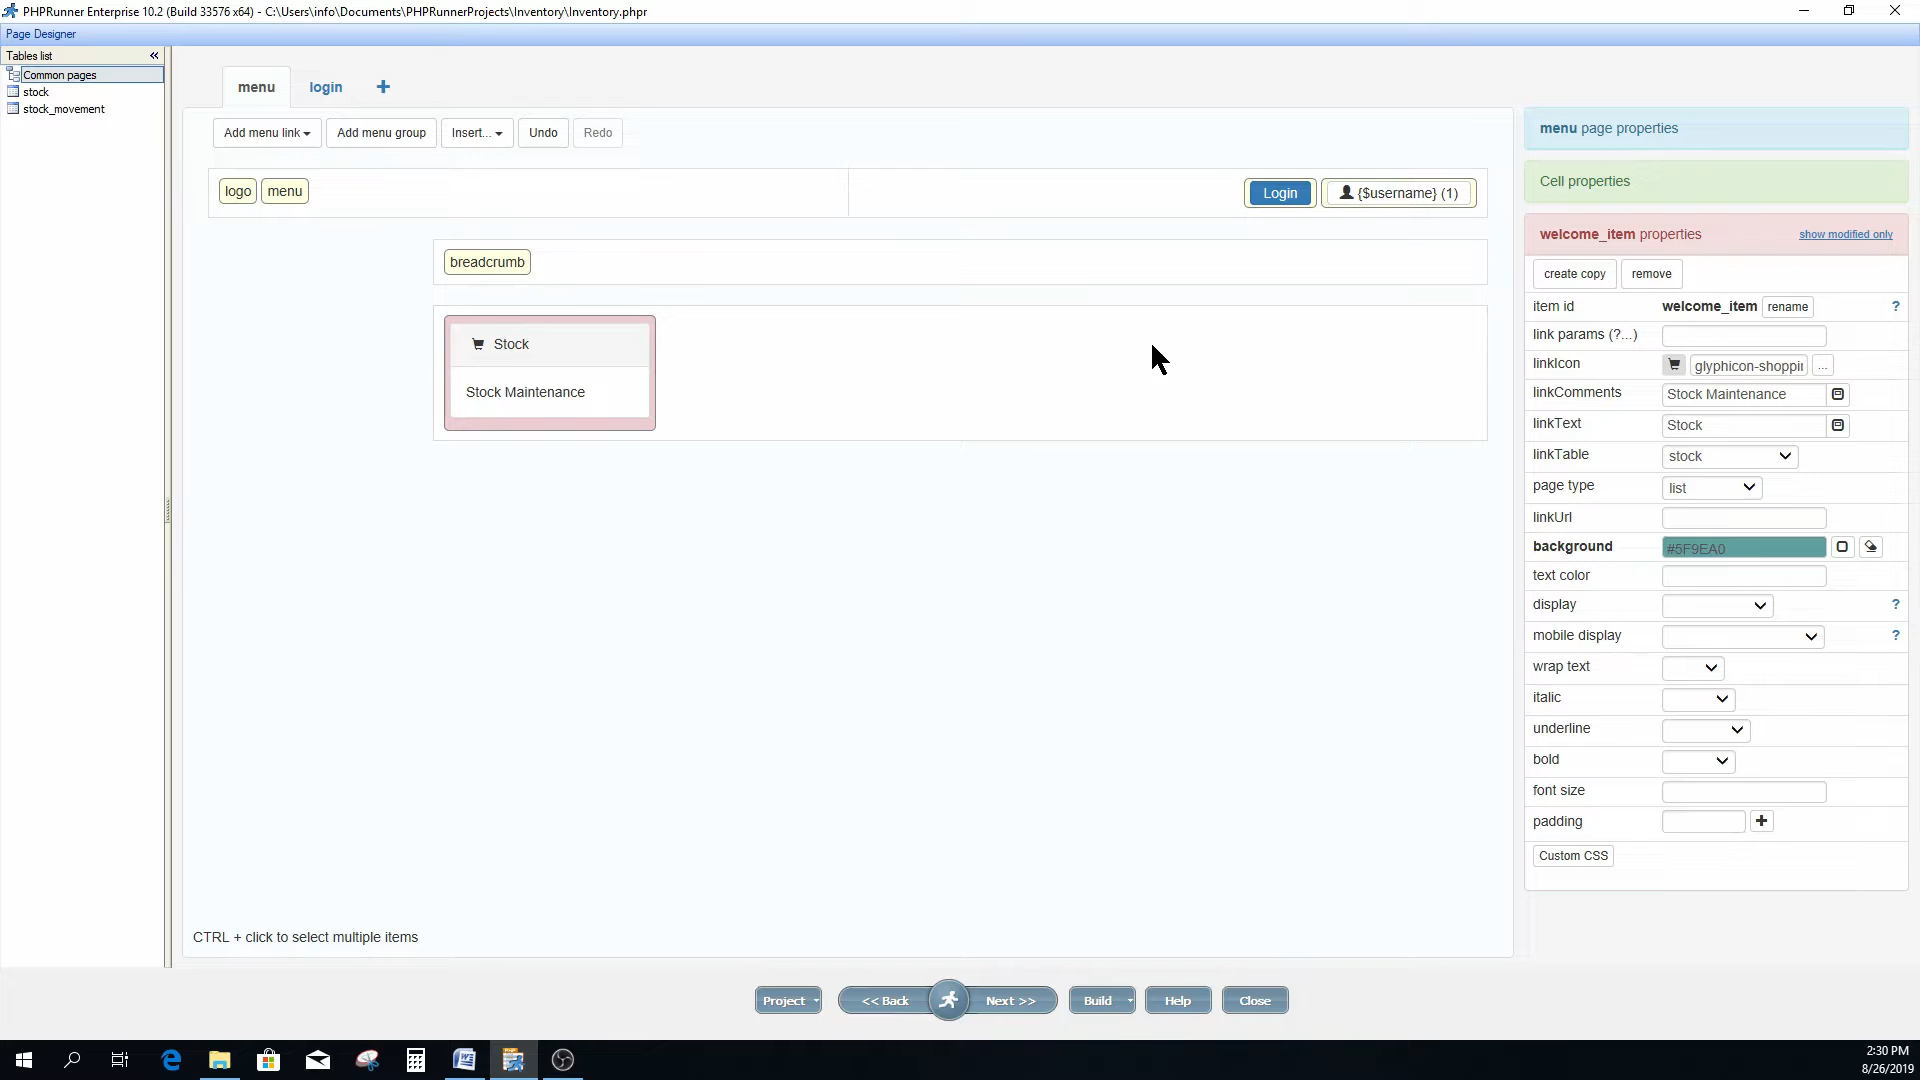 PHPRunner Enterprise 10.2 (Build 33576 x64) - C:\Users\info\Documents\PHPRunnerProjects\Inventory\Inventory.phpr
Page Designer
Tables list
Common pages
stock
stock_movement
menu login
Add menu link Add menu group Insert... Undo Redo
logo menu Login {$username} (1)
breadcrumb
Stock
Stock Maintenance
CTRL + click to select multiple items
menu page properties
Cell properties
welcome_item properties show modified only
create copy remove
item id welcome_item rename ?
link params (?...)
linkIcon glyphicon-shoppin ...
linkComments Stock Maintenance
linkText Stock
linkTable stock
page type list
linkUrl
background #5F9EA0
text color
display ?
mobile display ?
wrap text
italic
underline
bold
font size
padding
Custom CSS
Project << Back Next >> Build Help Close
2:30 PM
8/26/2019